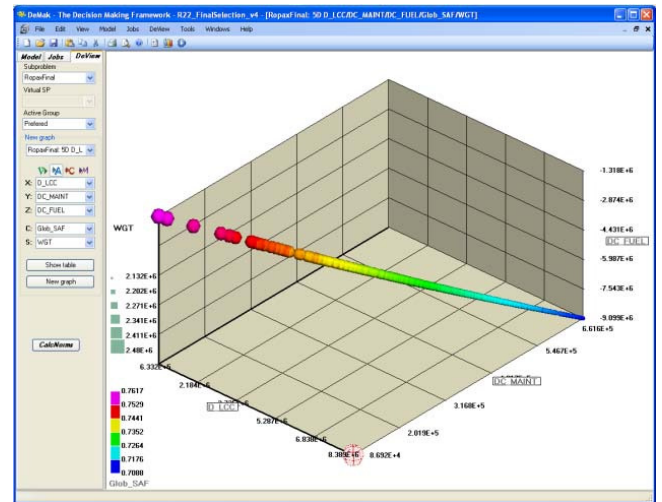 DeMak - The Decision Making Framework - R22_FinalSelection_v4 - [RopaxFinal: 5D D_LCC/DC_MAINT/DC_FUEL/Glob_SAF/WGT]
File Edit View Model Jobs DeView Tools Windows Help
Model Jobs DeView
Subproblem
RopaxFinal
Virtual SP
Active Group
Preferred
New graph
RopaxFinal: 5D D_L
X: D_LCC
Y: DC_MAINT
Z: DC_FUEL
C: Glob_SAF
S: WGT
Show table
New graph
CalcNorms
WGT
2.132E+6
2.202E+6
2.271E+6
2.341E+6
2.411E+6
2.48E+6
0.7617
0.7529
0.7441
0.7352
0.7264
0.7176
0.7088
Glob_SAF
-1.318E+6
-2.874E+6
-4.431E+6
DC_FUEL
-5.987E+6
-7.543E+6
-9.099E+6
6.616E+5
5.467E+5
DC_MAINT
3.168E+5
2.019E+5
8.692E+4
6.332E+5
2.184E+6
D_LCC
5.287E+6
6.838E+6
8.389E+6